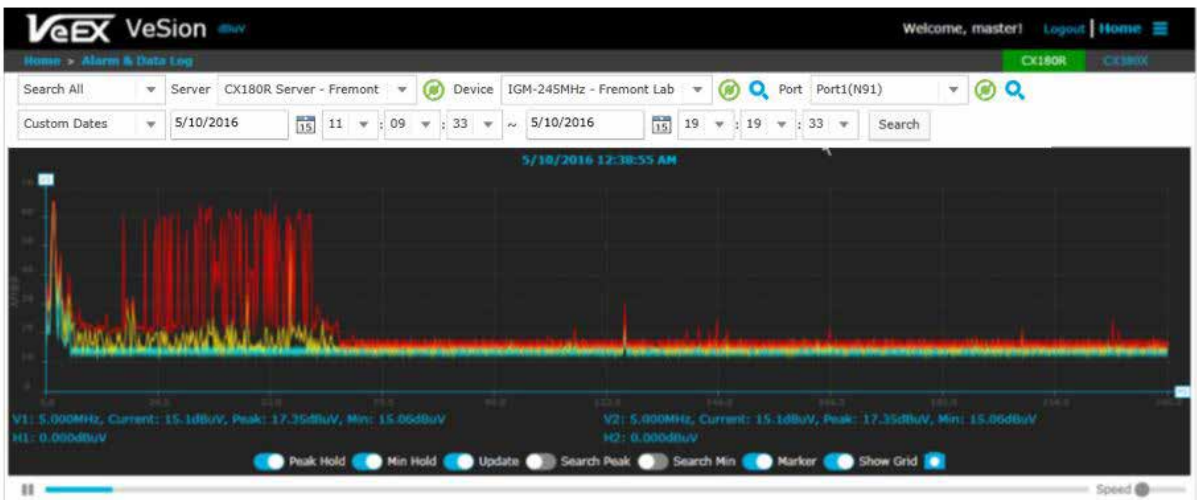 VeEX VeSion dBuV Welcome, master! Logout Home
Home > Alarm & Data Log CX180R CX380X
Search All Server CX180R Server - Fremont Device IGM-245MHz - Fremont Lab Port Port1(N91)
Custom Dates 5/10/2016 15 11 : 09 : 33 ~ 5/10/2016 15 19 : 19 : 33 Search
5/10/2016 12:38:55 AM
V1: 5.000MHz, Current: 15.1dBuV, Peak: 17.35dBuV, Min: 15.06dBuV V2: 5.000MHz, Current: 15.1dBuV, Peak: 17.35dBuV, Min: 15.06dBuV
H1: 0.000dBuV H2: 0.000dBuV
Peak Hold Min Hold Update Search Peak Search Min Marker Show Grid
Speed